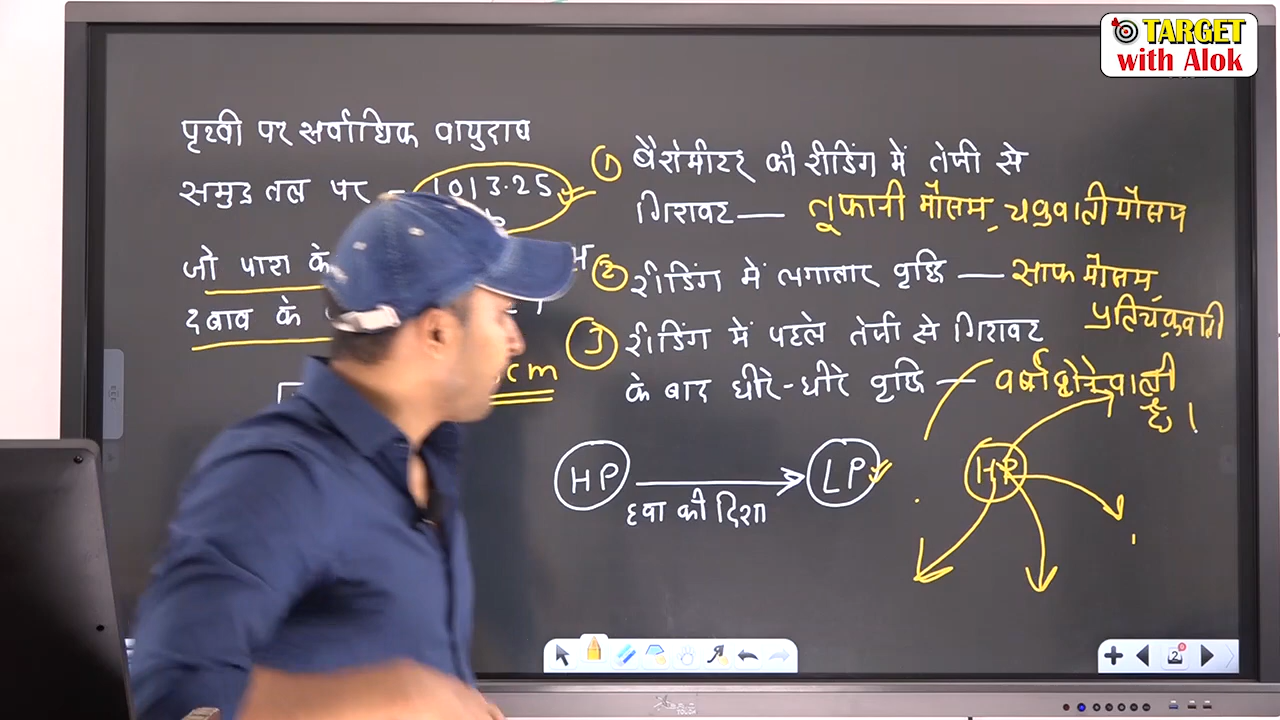 TARGET
with Alok
पृथ्वी पर सर्वाधिक वायुदाब
समुद्र तल पर - 1013.25
जो पारा के
दबाव के
cm
① बैरोमीटर की रीडिंग में तेजी से
गिरावट — तूफानी मौसम, चक्रवाती मौसम
② रीडिंग में लगातार वृद्धि — साफ मौसम,
प्रतिचक्रवाती
③ रीडिंग में पहले तेजी से गिरावट
के बाद धीरे-धीरे वृद्धि — वर्षा होने वाली
है।
HP LP HP
हवा की दिशा
2